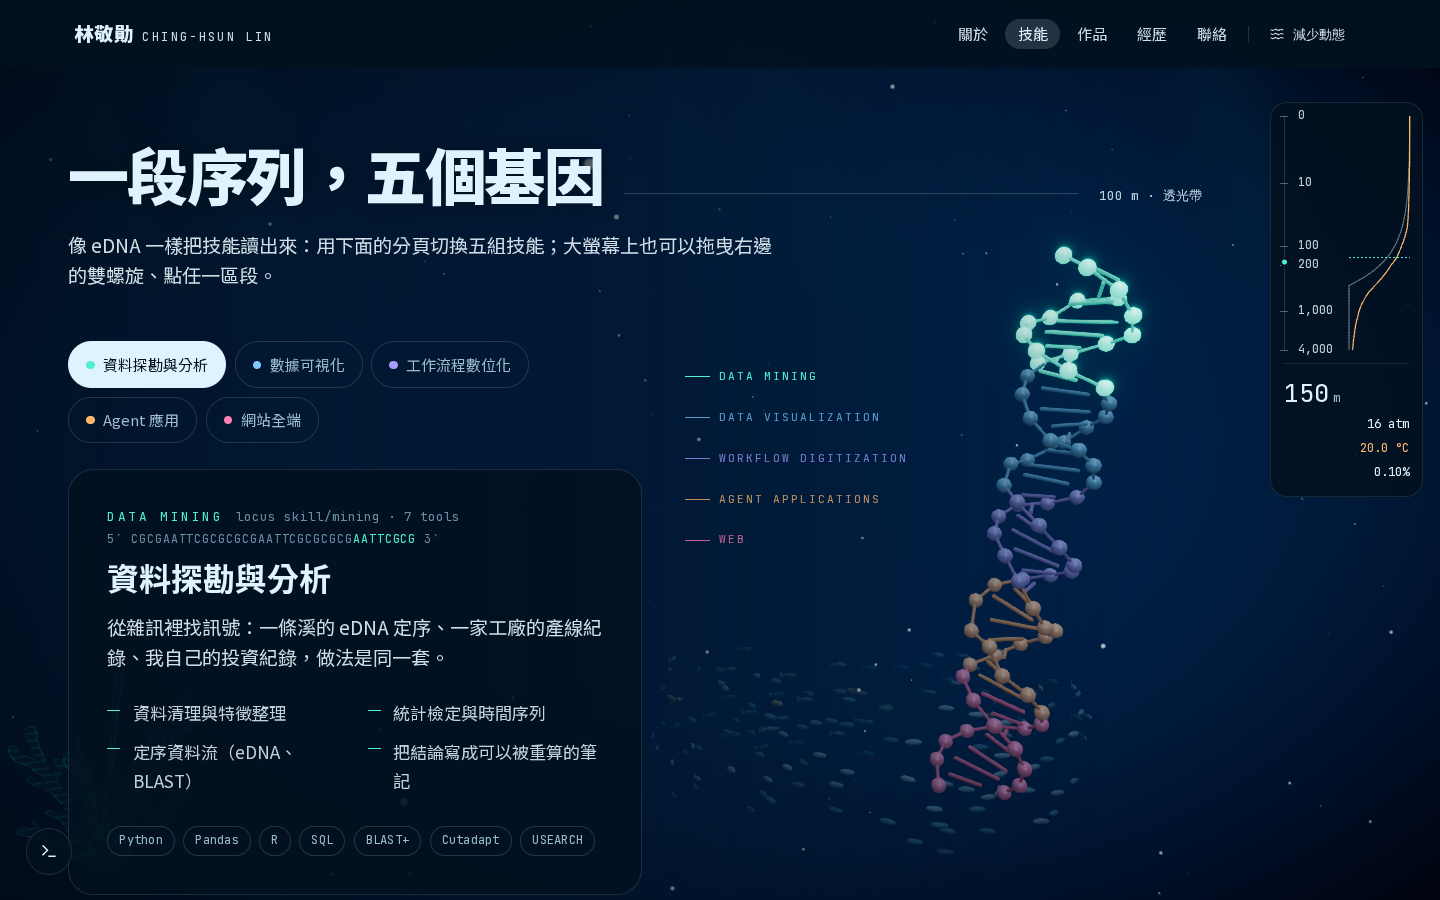 林敬勛 CHING-HSUN LIN
關於 技能 作品 經歷 聯絡 減少動態
一段序列，五個基因
100 m · 透光帶
像 eDNA 一樣把技能讀出來：用下面的分頁切換五組技能；大螢幕上也可以拖曳右邊
的雙螺旋、點任一區段。
資料探勘與分析 數據可視化 工作流程數位化
Agent 應用 網站全端
DATA MINING locus skill/mining · 7 tools
5′ CGCGAATTCGCGCGCGAATTCGCGCGCGAATTCGCG 3′
資料探勘與分析
從雜訊裡找訊號：一條溪的 eDNA 定序、一家工廠的產線紀
錄、我自己的投資紀錄，做法是同一套。
資料清理與特徵整理
統計檢定與時間序列
定序資料流（eDNA、
BLAST）
把結論寫成可以被重算的筆
記
Python Pandas R SQL BLAST+ Cutadapt USEARCH
DATA MINING
DATA VISUALIZATION
WORKFLOW DIGITIZATION
AGENT APPLICATIONS
WEB
0
10
100
200
1,000
4,000
150 m
16 atm
20.0 °C
0.10%